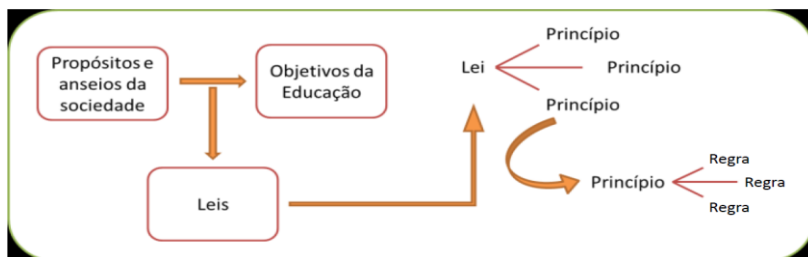 Propósitos e
anseios da
sociedade
Objetivos da
Educação
Leis
Lei
Princípio
Princípio
Princípio
Princípio
Regra
Regra
Regra